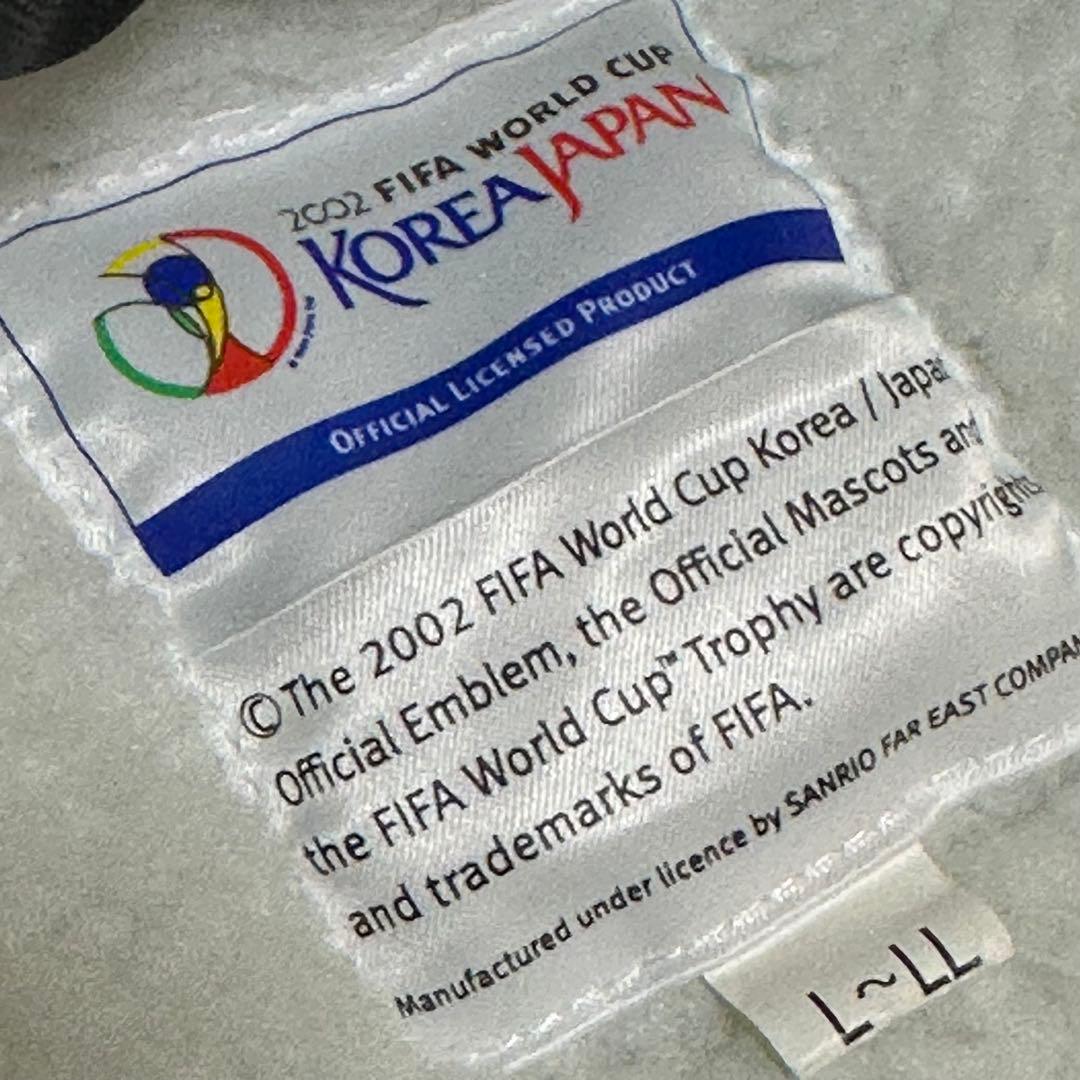 2002 FIFA WORLD CUP
KOREA JAPAN
OFFICIAL LICENSED PRODUCT
©The 2002 FIFA World Cup Korea / Japa
Official Emblem, the Official Mascots and
the FIFA World Cup™ Trophy are copyrights
and trademarks of FIFA.
Manufactured under licence by SANRIO FAR EAST COMPAN
L~LL